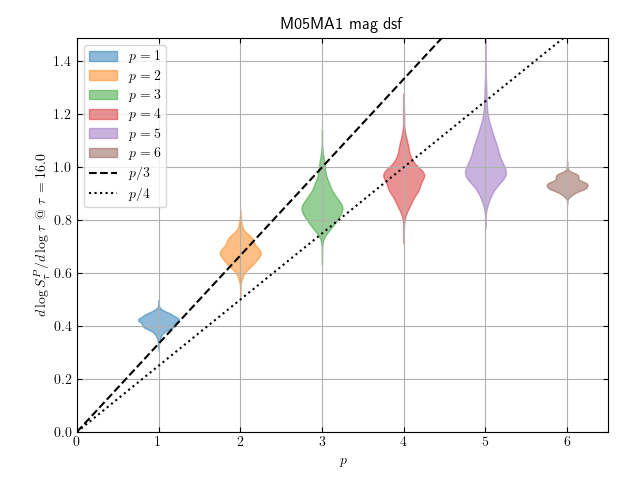 M05MA1 mag dsf
p = 1
p = 2
p = 3
p = 4
p = 5
p = 6
p/3
p/4
d log S_τ^P / d log τ @ τ = 16.0
1.4
1.2
1.0
0.8
0.6
0.4
0.2
0.0
0 1 2 3 4 5 6
p